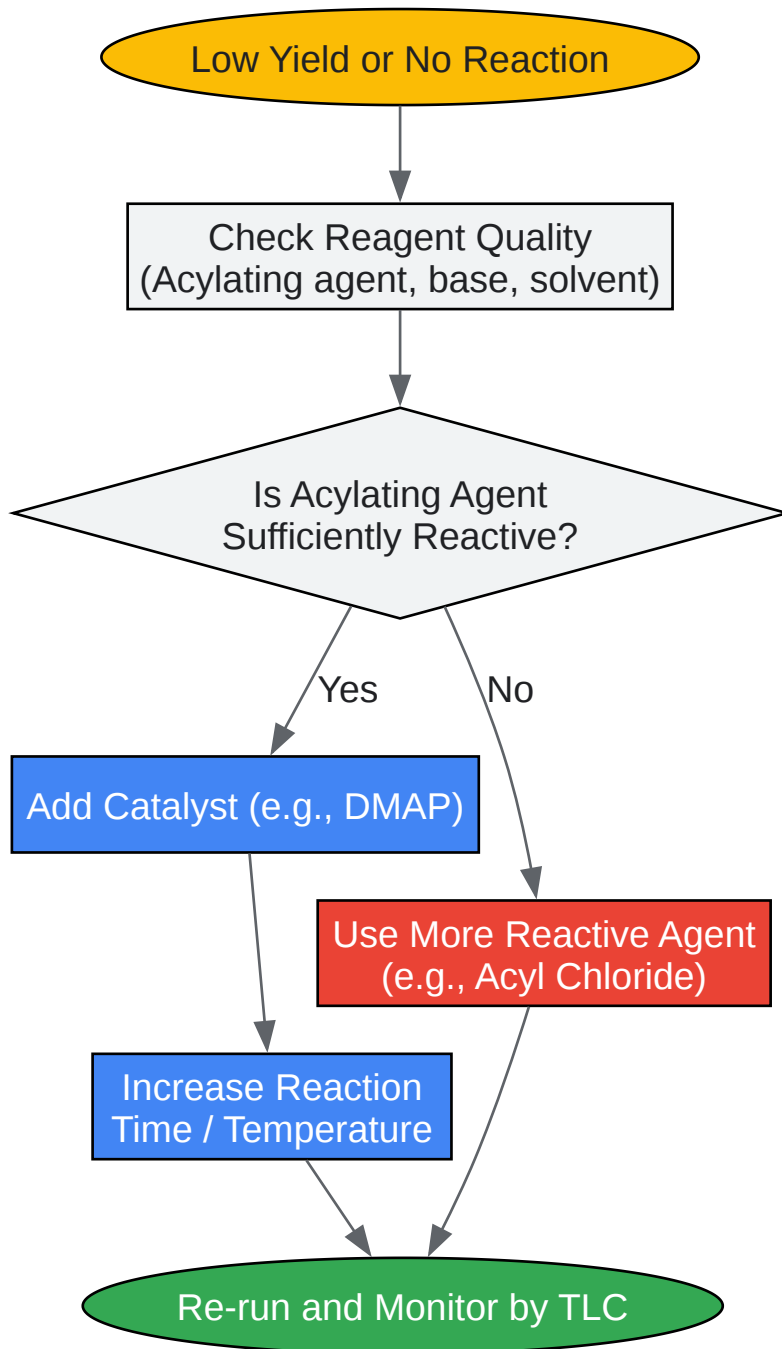 Low Yield or No Reaction
Check Reagent Quality
(Acylating agent, base, solvent)
Is Acylating Agent
Sufficiently Reactive?
Yes
No
Add Catalyst (e.g., DMAP)
Use More Reactive Agent
(e.g., Acyl Chloride)
Increase Reaction
Time / Temperature
Re-run and Monitor by TLC